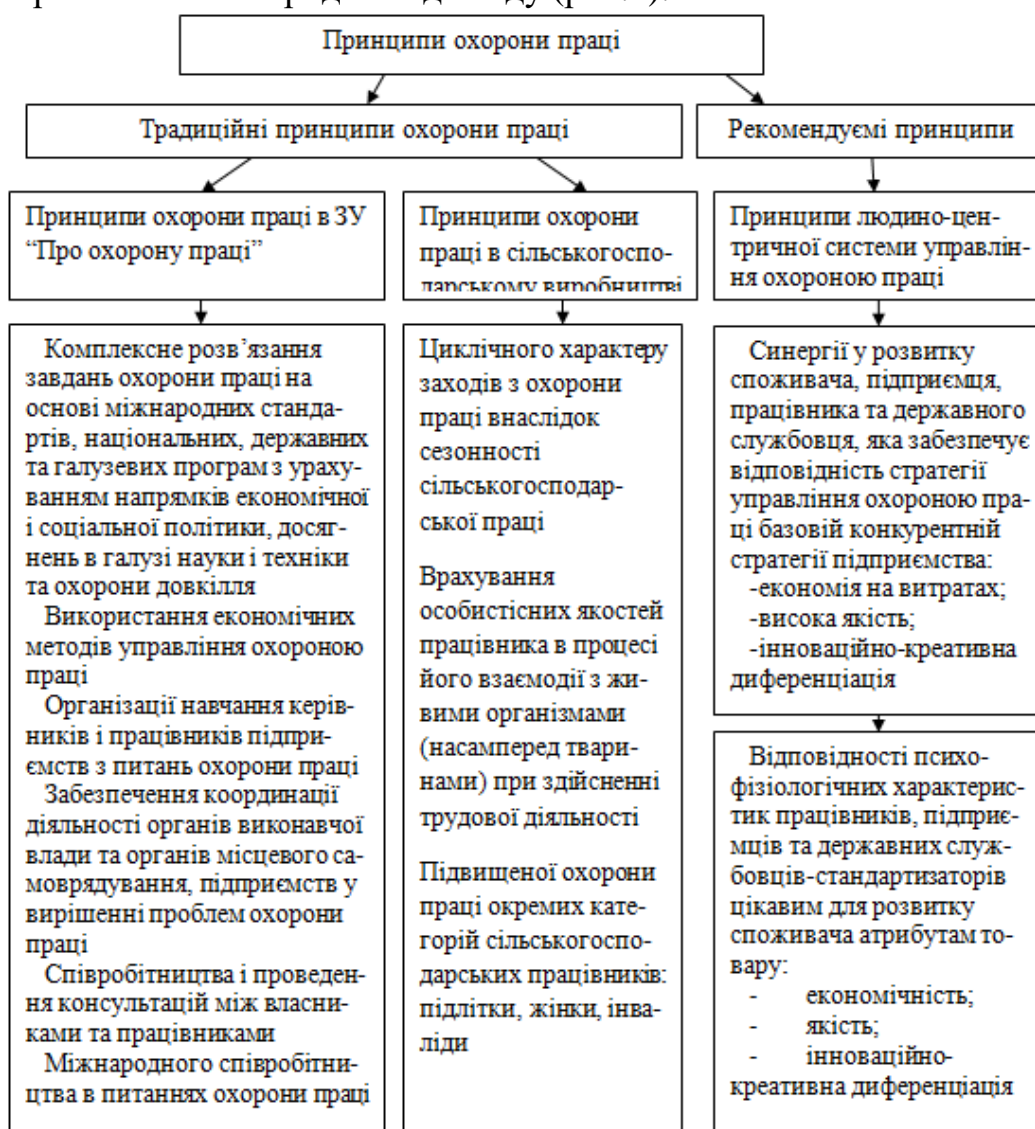 Принципи охорони праці
Традиційні принципи охорони праці
Рекомендуємі принципи
Принципи охорони праці в ЗУ
“Про охорону праці”
Принципи охорони
праці в сільськогоспо-
дарському виробництві
Принципи людино-цен-
тричної системи управлін-
ня охороною праці
Комплексне розв’язання
завдань охорони праці на
основі міжнародних станда-
ртів, національних, державних
та галузевих програм з ураху-
ванням напрямків економічної
і соціальної політики, досяг-
нень в галузі науки і техніки
та охорони довкілля
Використання економічних
методів управління охороною
праці
Організації навчання керів-
ників і працівників підпри-
ємств з питань охорони праці
Забезпечення координації
діяльності органів виконавчої
влади та органів місцевого са-
моврядування, підприємств у
вирішенні проблем охорони
праці
Співробітництва і проведен-
ня консультацій між власни-
ками та працівниками
Міжнародного співробітни-
цтва в питаннях охорони праці
Циклічного характеру
заходів з охорони
праці внаслідок
сезонності
сільськогосподар-
ської праці
Врахування
особистісних якостей
працівника в процесі
його взаємодії з жи-
вими організмами
(насамперед твари-
нами) при здійсненні
трудової діяльності
Підвищеної охорони
праці окремих кате-
горій сільськогоспо-
дарських працівників:
підлітки, жінки, інва-
ліди
Синергії у розвитку
споживача, підприємця,
працівника та державного
службовця, яка забезпечує
відповідність стратегії
управління охороною пра-
ці базовій конкурентній
стратегії підприємства:
-економія на витратах;
-висока якість;
-інноваційно-креативна
диференціація
Відповідності психо-
фізіологічних характерис-
тик працівників, підприє-
мців та державних служ-
бовців-стандартизаторів
цікавим для розвитку
споживача атрибутам то-
вару:
- економічність;
- якість;
- інноваційно-
креативна диференціація